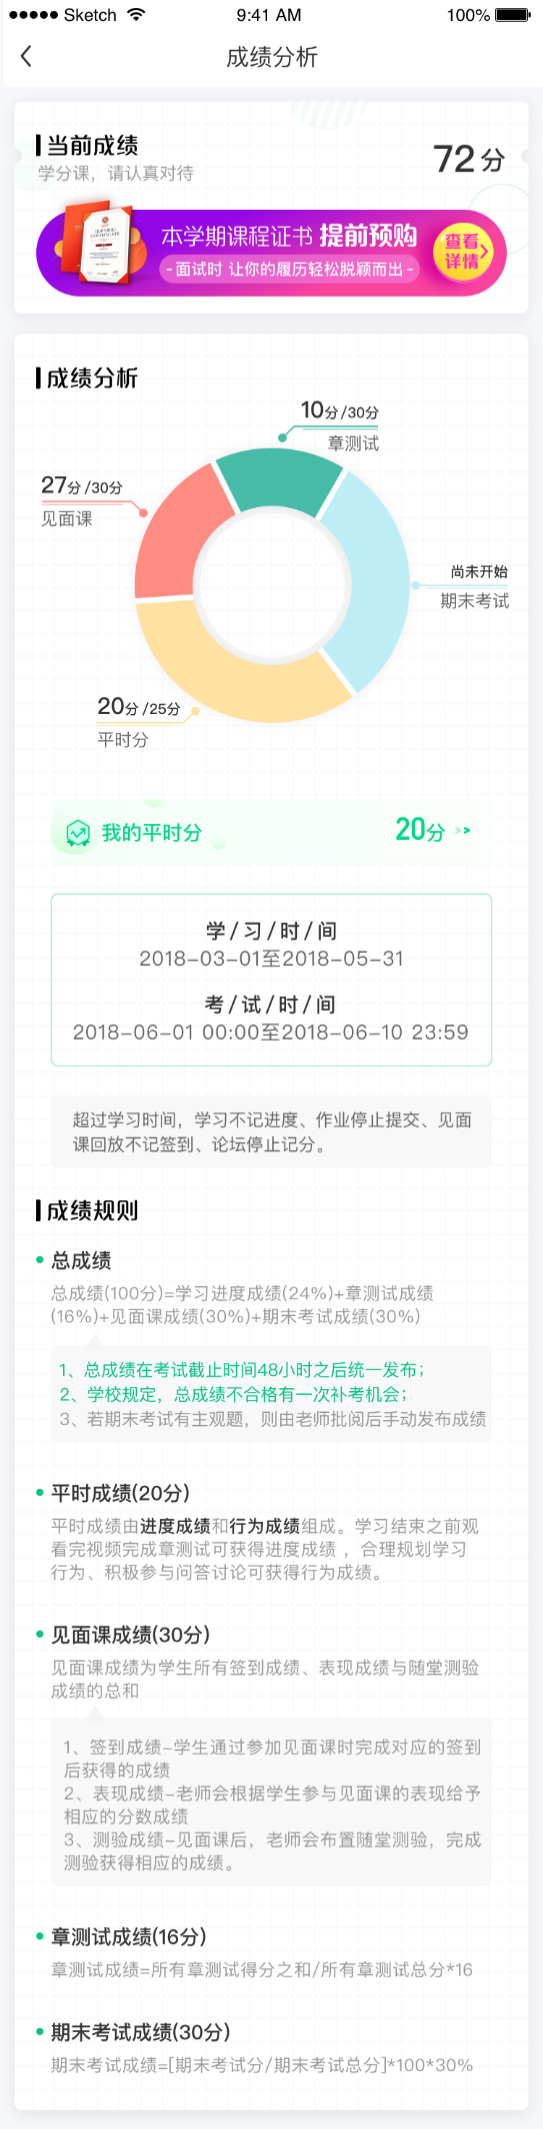 Sketch 9:41 AM 100%
成绩分析
当前成绩
学分课，请认真对待
72 分
本学期课程证书 提前预购
-面试时 让你的履历轻松脱颖而出-
查看
详情
成绩分析
10分/30分
章测试
27分/30分
见面课
尚未开始
期末考试
20分/25分
平时分
我的平时分 20分 >>
学/习/时/间
2018-03-01至2018-05-31
考/试/时/间
2018-06-01 00:00至2018-06-10 23:59
超过学习时间，学习不记进度、作业停止提交、见面
课回放不记签到、论坛停止记分。
成绩规则
总成绩
总成绩(100分)=学习进度成绩(24%)+章测试成绩
(16%)+见面课成绩(30%)+期末考试成绩(30%)
1、总成绩在考试截止时间48小时之后统一发布；
2、学校规定，总成绩不合格有一次补考机会；
3、若期末考试有主观题，则由老师批阅后手动发布成绩
平时成绩(20分)
平时成绩由进度成绩和行为成绩组成。学习结束之前观
看完视频完成章测试可获得进度成绩 ，合理规划学习
行为、积极参与问答讨论可获得行为成绩。
见面课成绩(30分)
见面课成绩为学生所有签到成绩、表现成绩与随堂测验
成绩的总和
1、签到成绩-学生通过参加见面课时完成对应的签到
后获得的成绩
2、表现成绩-老师会根据学生参与见面课的表现给予
相应的分数成绩
3、测验成绩-见面课后，老师会布置随堂测验，完成
测验获得相应的成绩。
章测试成绩(16分)
章测试成绩=所有章测试得分之和/所有章测试总分*16
期末考试成绩(30分)
期末考试成绩=[期末考试分/期末考试总分]*100*30%